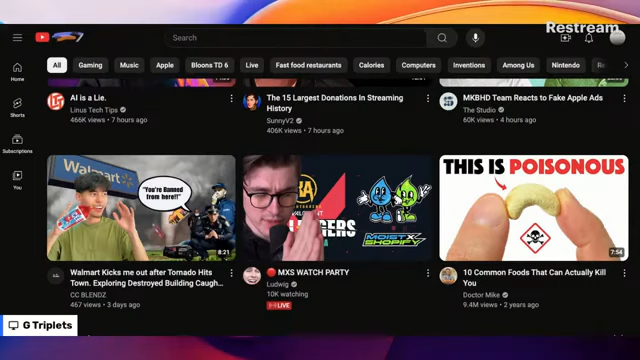 Restream
Search
All
Gaming
Music
Apple
Bloons TD 6
Live
Fast food restaurants
Calories
Computers
Inventions
Among Us
Nintendo
Home
Shorts
Subscriptions
You
AI is a Lie.
Linus Tech Tips
466K views • 7 hours ago
The 15 Largest Donations In Streaming
History
SunnyV2
406K views • 7 hours ago
MKBHD Team Reacts to Fake Apple Ads
The Studio
60K views • 4 hours ago
Walmart
"You're Banned
from here!!"
8:21
MOIST X
SHOPIFY
THIS IS POISONOUS
7:54
Walmart Kicks me out after Tornado Hits
Town. Exploring Destroyed Building Caugh...
CC BLENDZ
467 views • 3 days ago
MXS WATCH PARTY
Ludwig
10K watching
LIVE
10 Common Foods That Can Actually Kill
You
Doctor Mike
9.4M views • 2 years ago
G Triplets